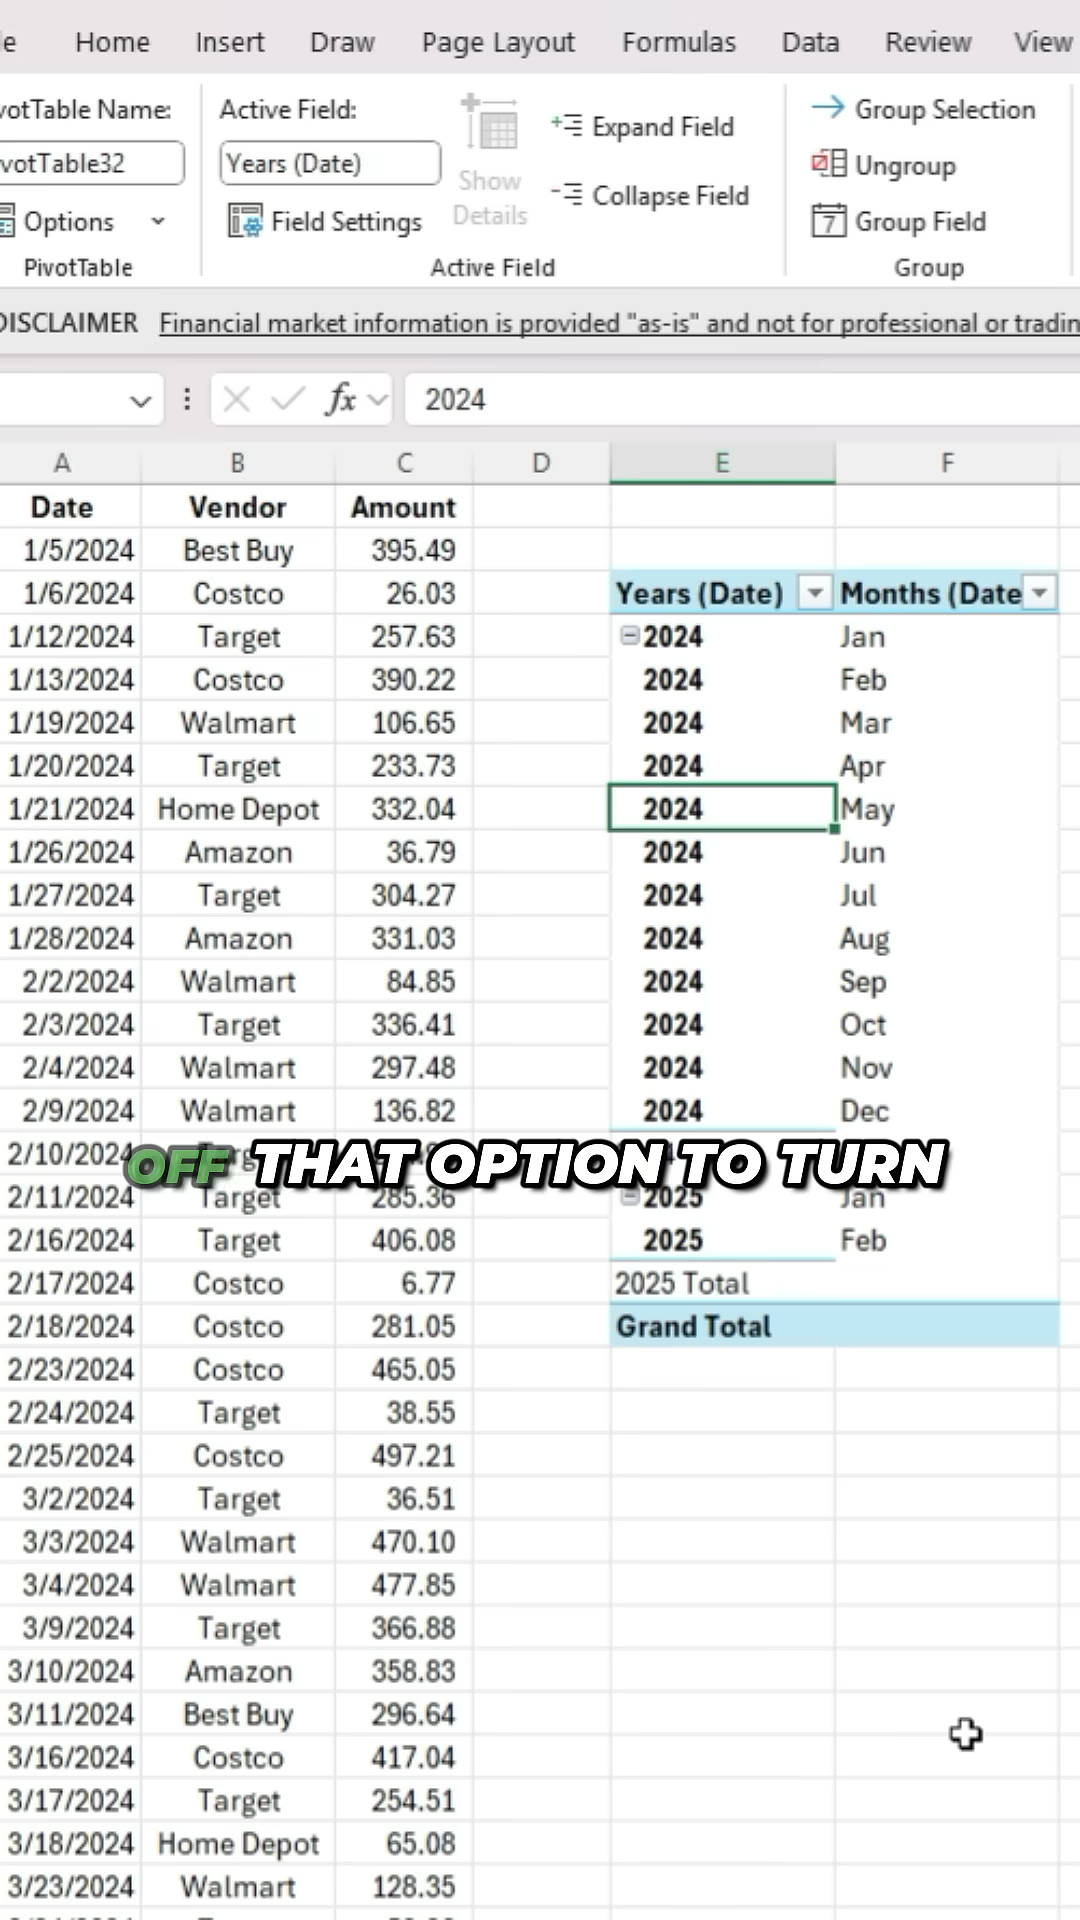 Home Insert Draw Page Layout Formulas Data Review View
Active Field:
Years (Date)
Field Settings
Show
Details
Expand Field
Collapse Field
Active Field
Group Selection
Ungroup
7 Group Field
Group
Options
PivotTable
DISCLAIMER Financial market information is provided "as-is" and not for professional or tradin
fx 2024
A B C D E F
Date Vendor Amount
1/5/2024 Best Buy 395.49
1/6/2024 Costco 26.03 Years (Date) Months (Date
1/12/2024 Target 257.63 2024 Jan
1/13/2024 Costco 390.22 2024 Feb
1/19/2024 Walmart 106.65 2024 Mar
1/20/2024 Target 233.73 2024 Apr
1/21/2024 Home Depot 332.04 2024 May
1/26/2024 Amazon 36.79 2024 Jun
1/27/2024 Target 304.27 2024 Jul
1/28/2024 Amazon 331.03 2024 Aug
2/2/2024 Walmart 84.85 2024 Sep
2/3/2024 Target 336.41 2024 Oct
2/4/2024 Walmart 297.48 2024 Nov
2/9/2024 Walmart 136.82 2024 Dec
2/10/2024
OFF THAT OPTION TO TURN
2/11/2024 Target 285.36 2025 Jan
2/16/2024 Target 406.08 2025 Feb
2/17/2024 Costco 6.77 2025 Total
2/18/2024 Costco 281.05 Grand Total
2/23/2024 Costco 465.05
2/24/2024 Target 38.55
2/25/2024 Costco 497.21
3/2/2024 Target 36.51
3/3/2024 Walmart 470.10
3/4/2024 Walmart 477.85
3/9/2024 Target 366.88
3/10/2024 Amazon 358.83
3/11/2024 Best Buy 296.64
3/16/2024 Costco 417.04
3/17/2024 Target 254.51
3/18/2024 Home Depot 65.08
3/23/2024 Walmart 128.35